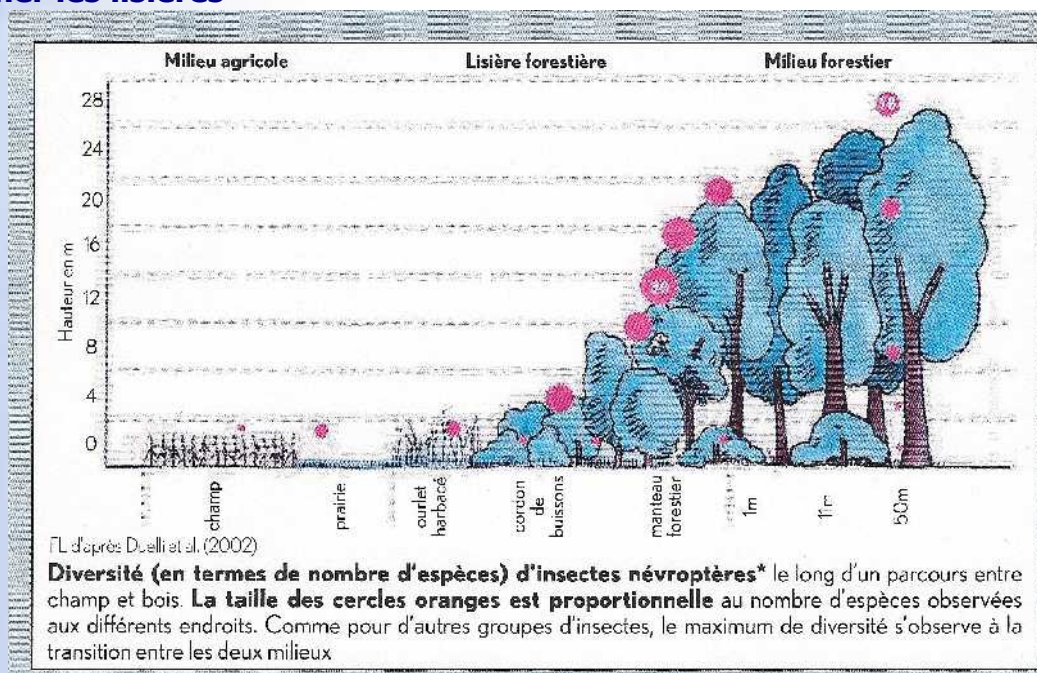 les lisières
Milieu agricole Lisière forestière Milieu forestier
Hauteur en m
28
24
20
16
12
8
4
0
champ
prairie
ourlet
harbacé
cordon
de
buissons
manteau
forestier
1m
11m
50m
FL d'après Duelli et al. (2002)
Diversité (en termes de nombre d'espèces) d'insectes névroptères* le long d'un parcours entre
champ et bois. La taille des cercles oranges est proportionnelle au nombre d'espèces observées
aux différents endroits. Comme pour d'autres groupes d'insectes, le maximum de diversité s'observe à la
transition entre les deux milieux